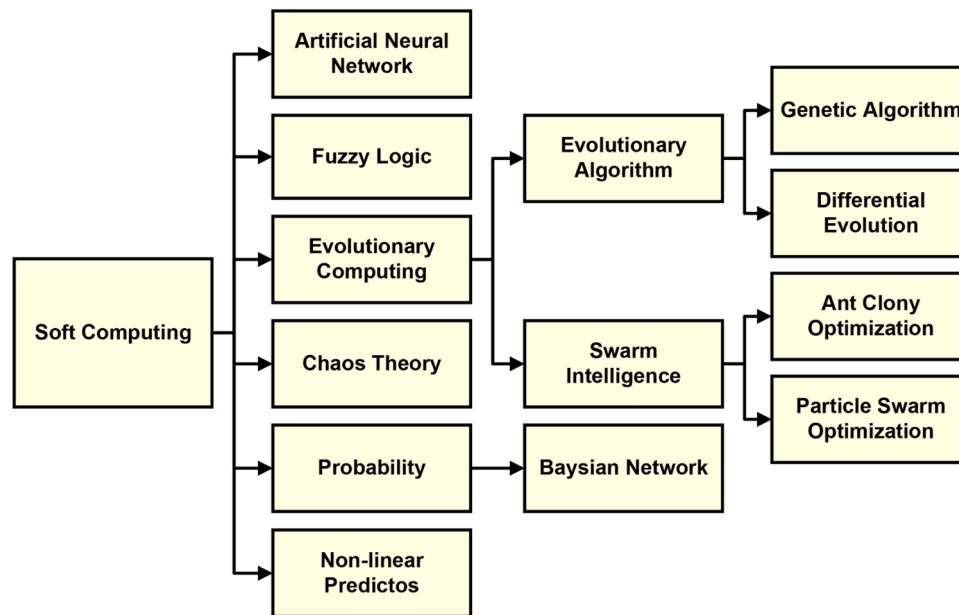 Soft Computing
Artificial Neural
Network
Fuzzy Logic
Evolutionary
Computing
Chaos Theory
Probability
Non-linear
Predictos
Evolutionary
Algorithm
Swarm
Intelligence
Baysian Network
Genetic Algorithm
Differential
Evolution
Ant Clony
Optimization
Particle Swarm
Optimization